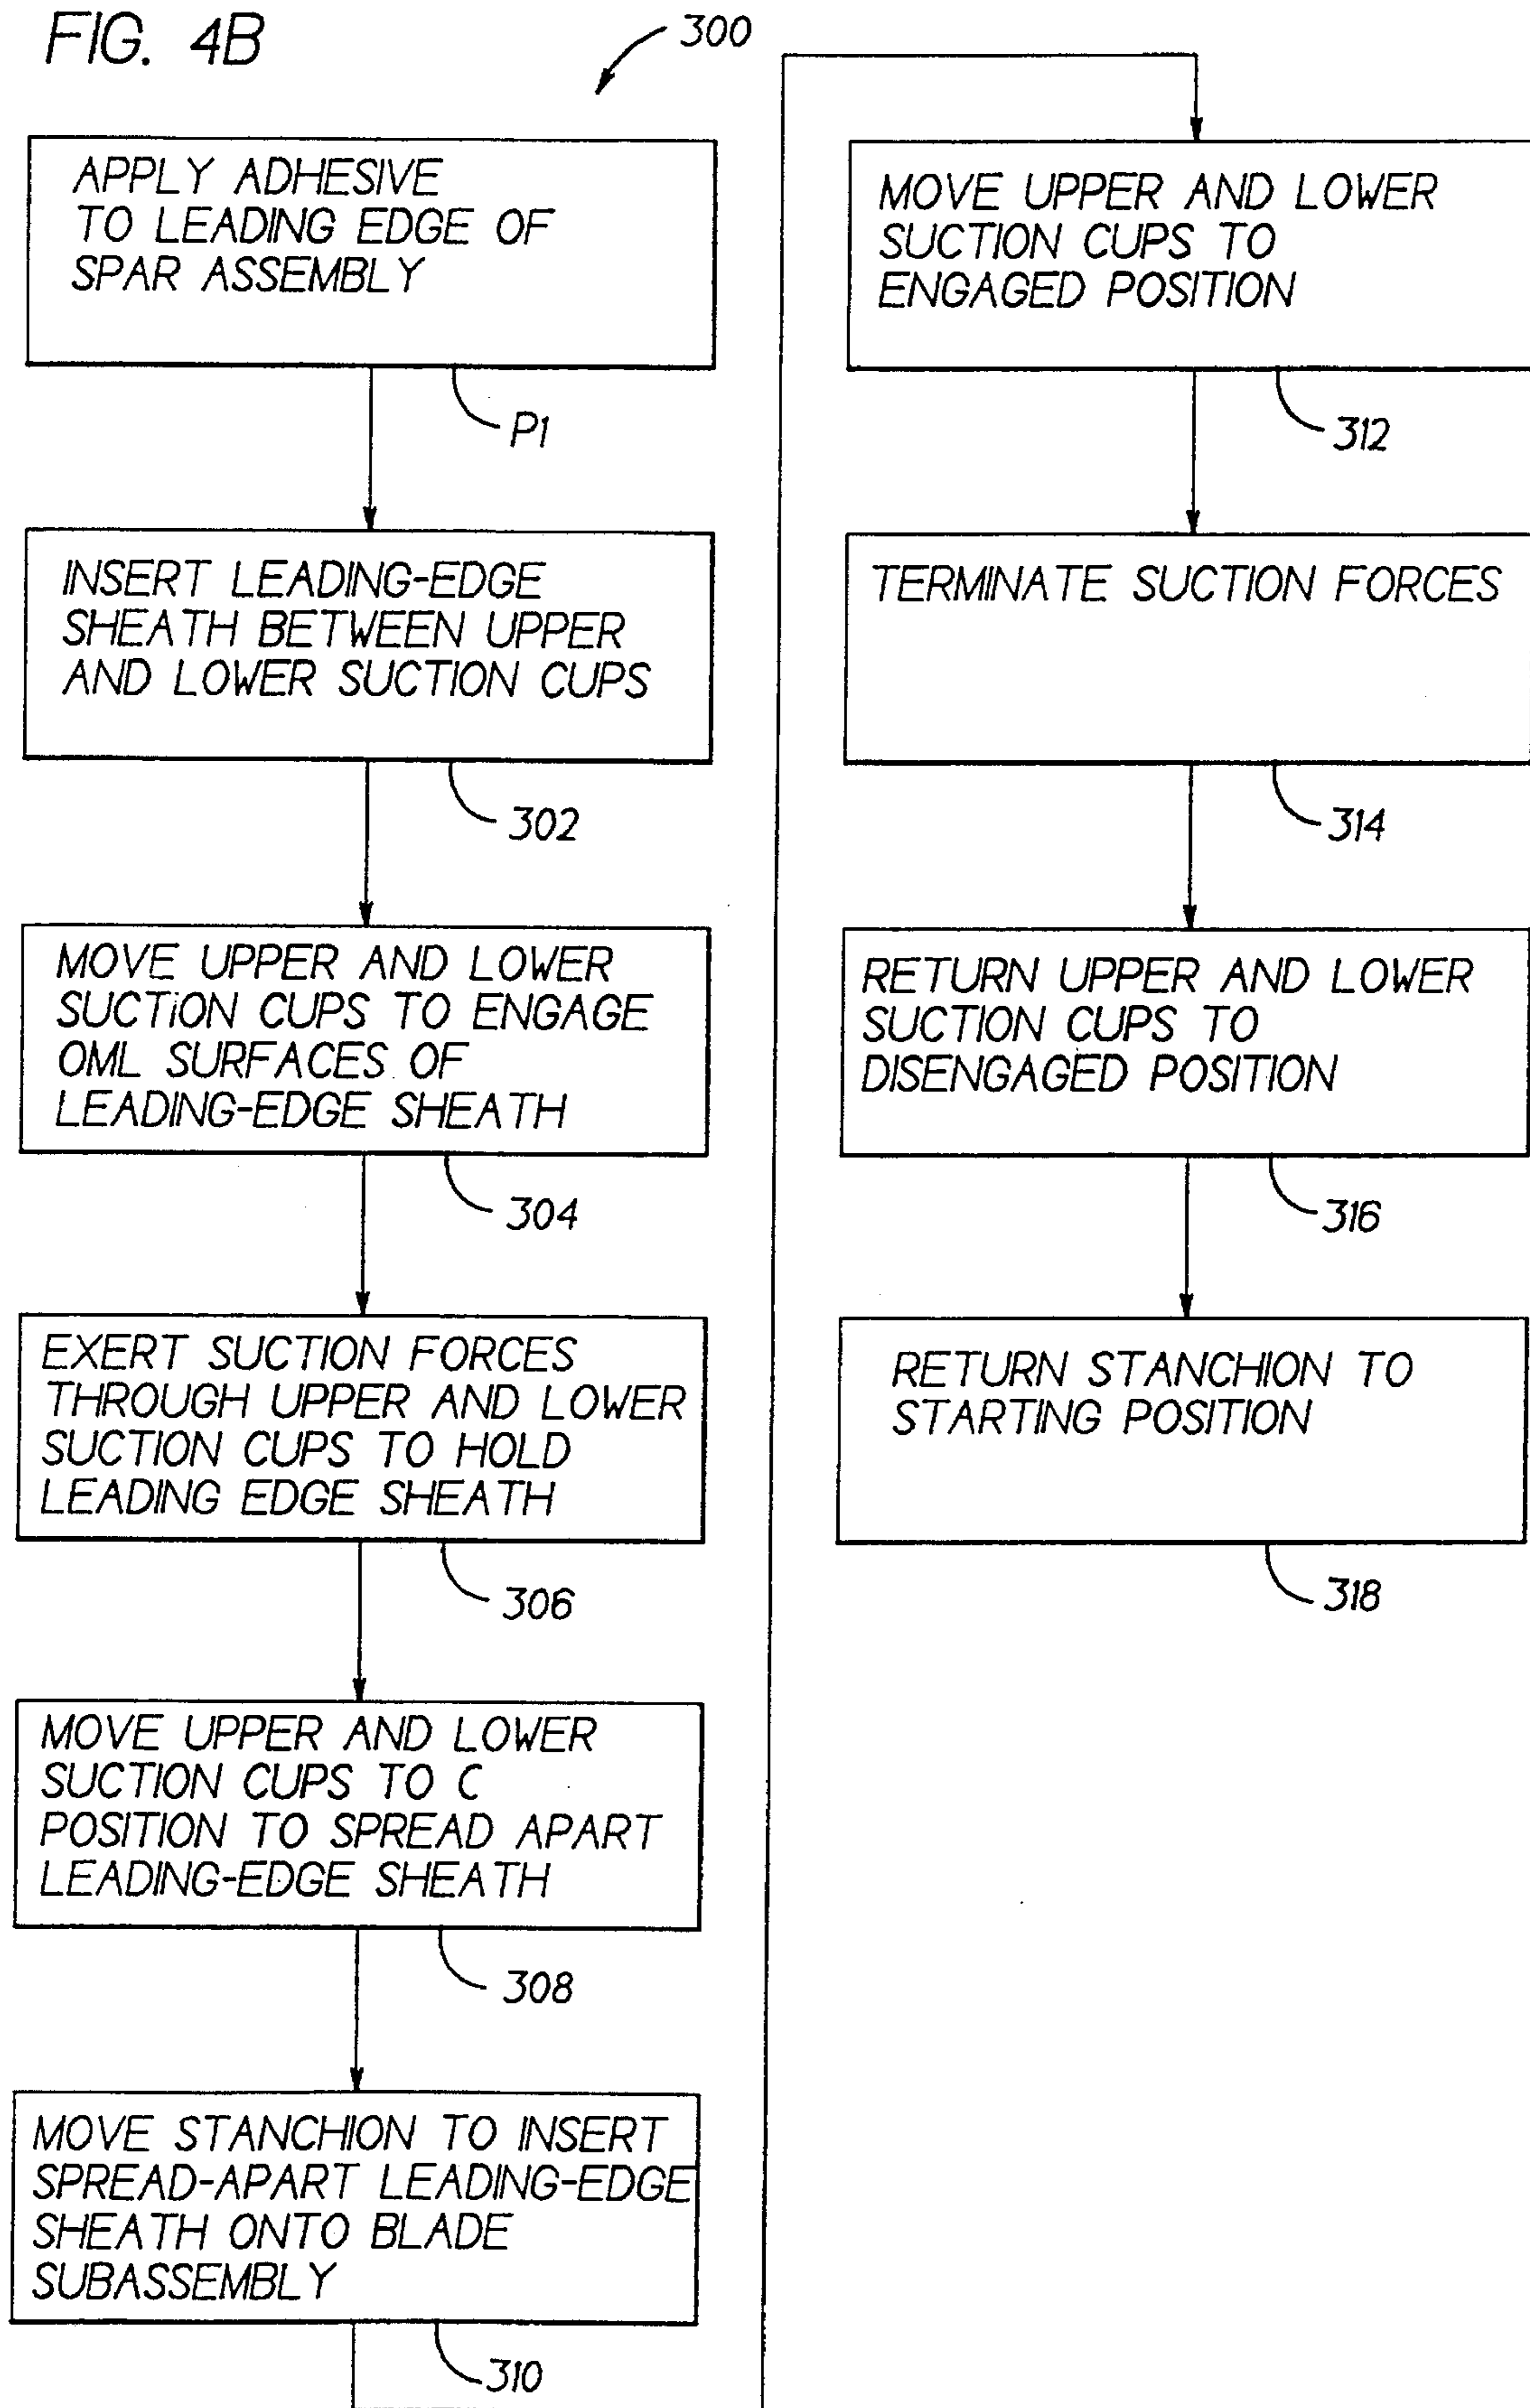 FIG. 4B
300
APPLY ADHESIVE
TO LEADING EDGE OF
SPAR ASSEMBLY
P1
INSERT LEADING-EDGE
SHEATH BETWEEN UPPER
AND LOWER SUCTION CUPS
302
MOVE UPPER AND LOWER
SUCTION CUPS TO ENGAGE
OML SURFACES OF
LEADING-EDGE SHEATH
304
EXERT SUCTION FORCES
THROUGH UPPER AND LOWER
SUCTION CUPS TO HOLD
LEADING EDGE SHEATH
306
MOVE UPPER AND LOWER
SUCTION CUPS TO C
POSITION TO SPREAD APART
LEADING-EDGE SHEATH
308
MOVE STANCHION TO INSERT
SPREAD-APART LEADING-EDGE
SHEATH ONTO BLADE
SUBASSEMBLY
310
MOVE UPPER AND LOWER
SUCTION CUPS TO
ENGAGED POSITION
312
TERMINATE SUCTION FORCES
314
RETURN UPPER AND LOWER
SUCTION CUPS TO
DISENGAGED POSITION
316
RETURN STANCHION TO
STARTING POSITION
318